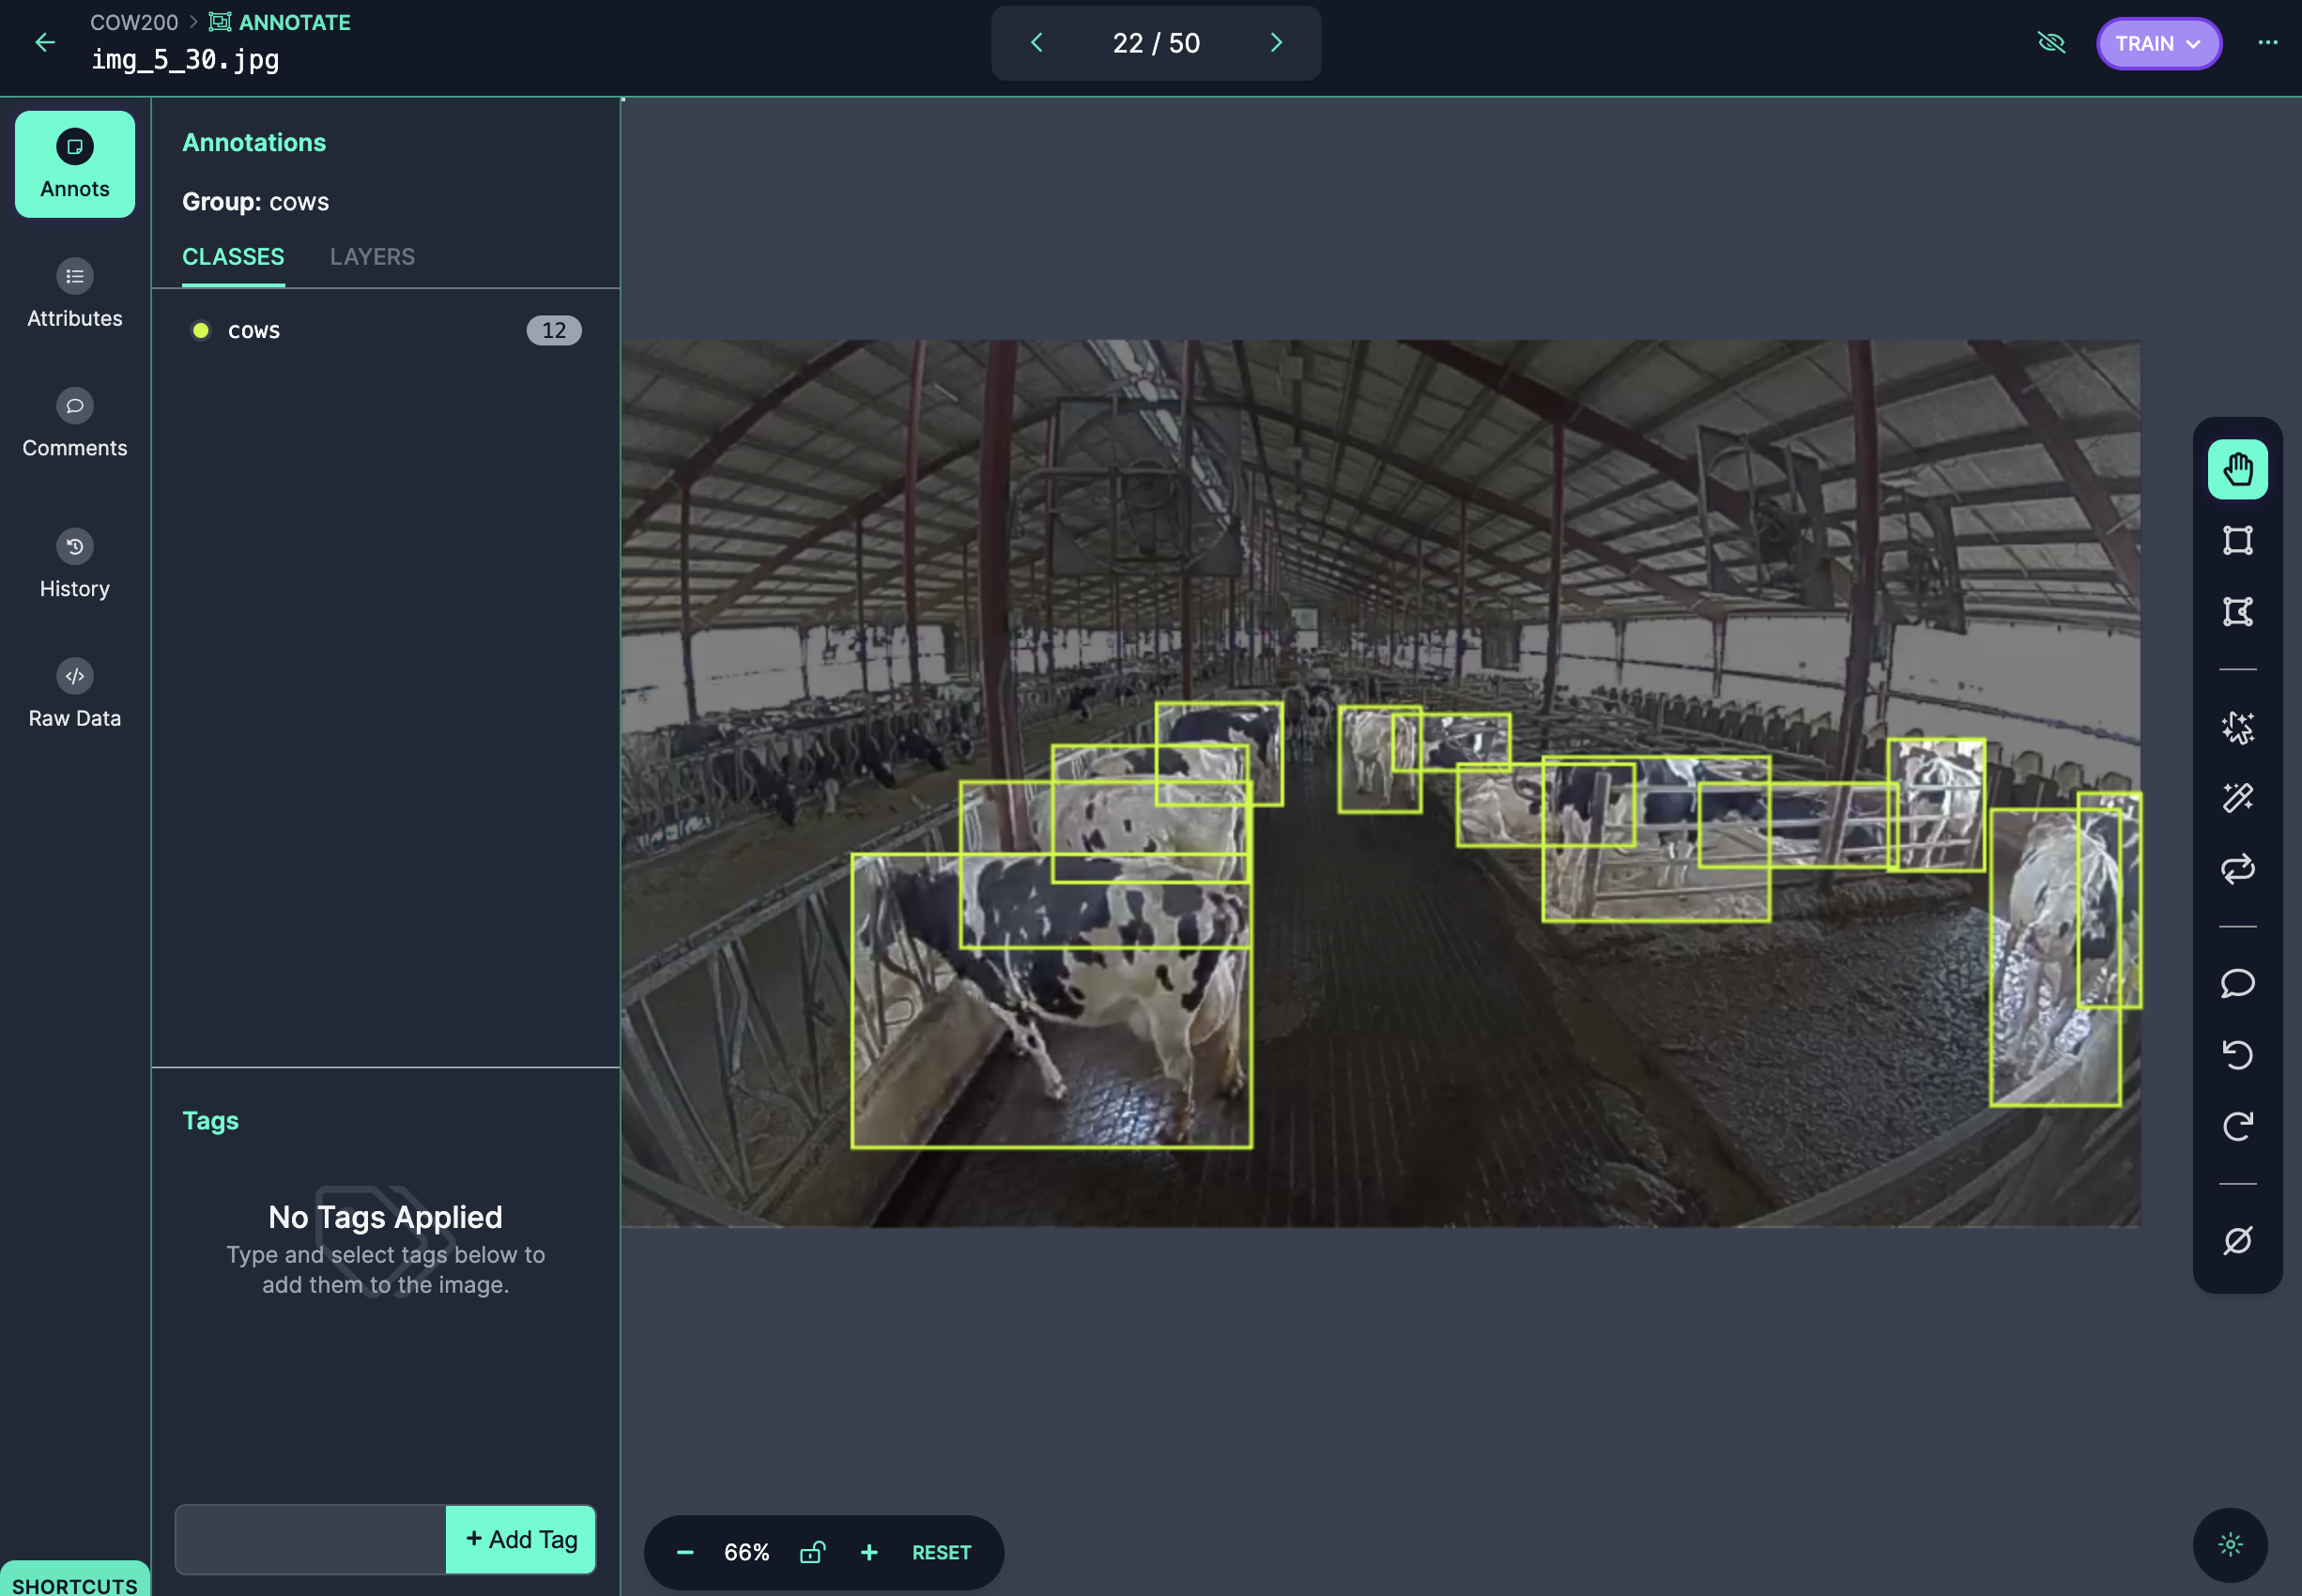 COW200 > ANNOTATE
img_5_30.jpg
22 / 50
TRAIN
Annots
Attributes
Comments
History
Raw Data
SHORTCUTS
Annotations
Group: cows
CLASSES LAYERS
cows 12
Tags
No Tags Applied
Type and select tags below to
add them to the image.
+ Add Tag
66%
RESET